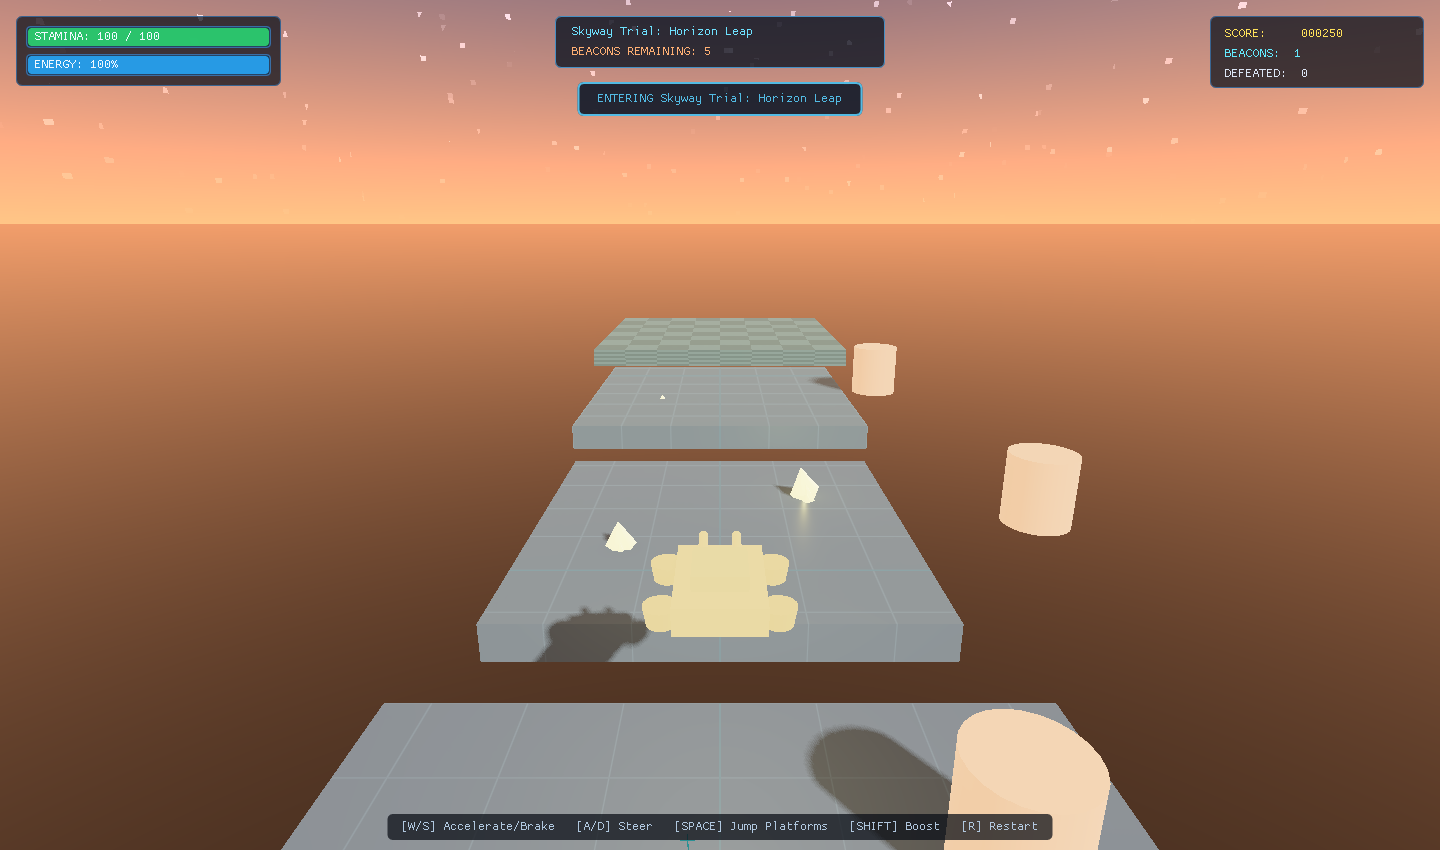 STAMINA: 100 / 100
ENERGY: 100%
Skyway Trial: Horizon Leap
BEACONS REMAINING: 5
ENTERING Skyway Trial: Horizon Leap
SCORE: 000250
BEACONS: 1
DEFEATED: 0
[W/S] Accelerate/Brake [A/D] Steer [SPACE] Jump Platforms [SHIFT] Boost [R] Restart